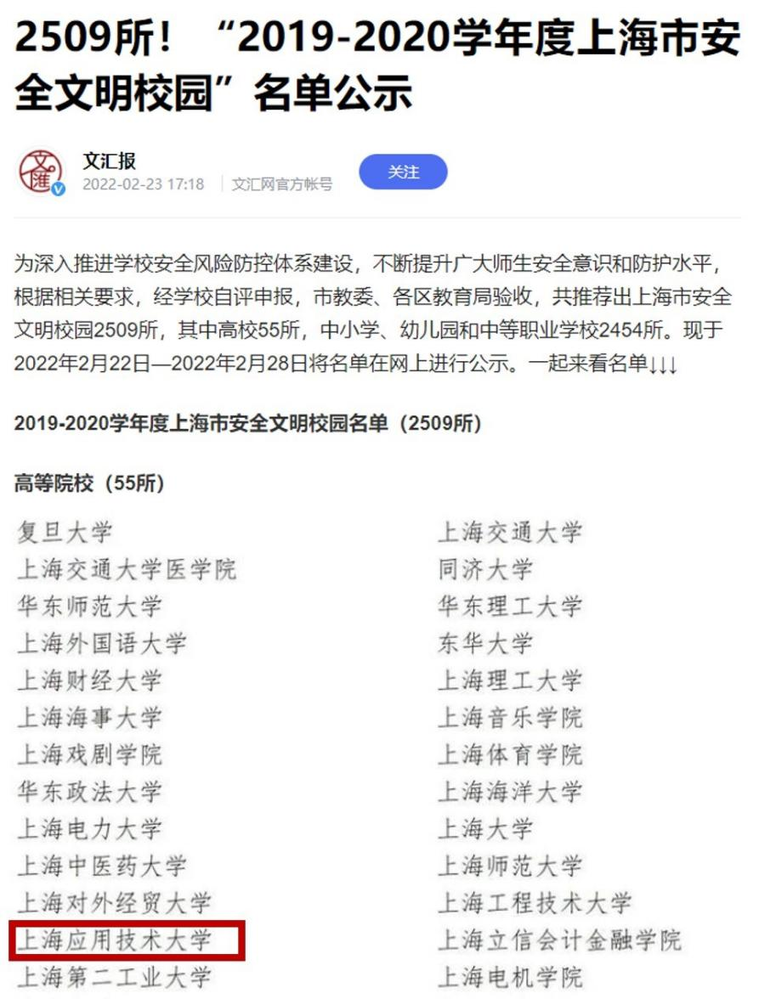 2509所！“2019-2020学年度上海市安
全文明校园”名单公示
文汇报
2022-02-23 17:18 文汇网官方帐号
关注
文
匯
为深入推进学校安全风险防控体系建设，不断提升广大师生安全意识和防护水平，
根据相关要求，经学校自评申报，市教委、各区教育局验收，共推荐出上海市安全
文明校园2509所，其中高校55所，中小学、幼儿园和中等职业学校2454所。现于
2022年2月22日—2022年2月28日将名单在网上进行公示。一起来看名单↓↓↓
2019-2020学年度上海市安全文明校园名单（2509所）
高等院校（55所）
复旦大学 上海交通大学
上海交通大学医学院 同济大学
华东师范大学 华东理工大学
上海外国语大学 东华大学
上海财经大学 上海理工大学
上海海事大学 上海音乐学院
上海戏剧学院 上海体育学院
华东政法大学 上海海洋大学
上海电力大学 上海大学
上海中医药大学 上海师范大学
上海对外经贸大学 上海工程技术大学
上海应用技术大学 上海立信会计金融学院
上海第二工业大学 上海电机学院